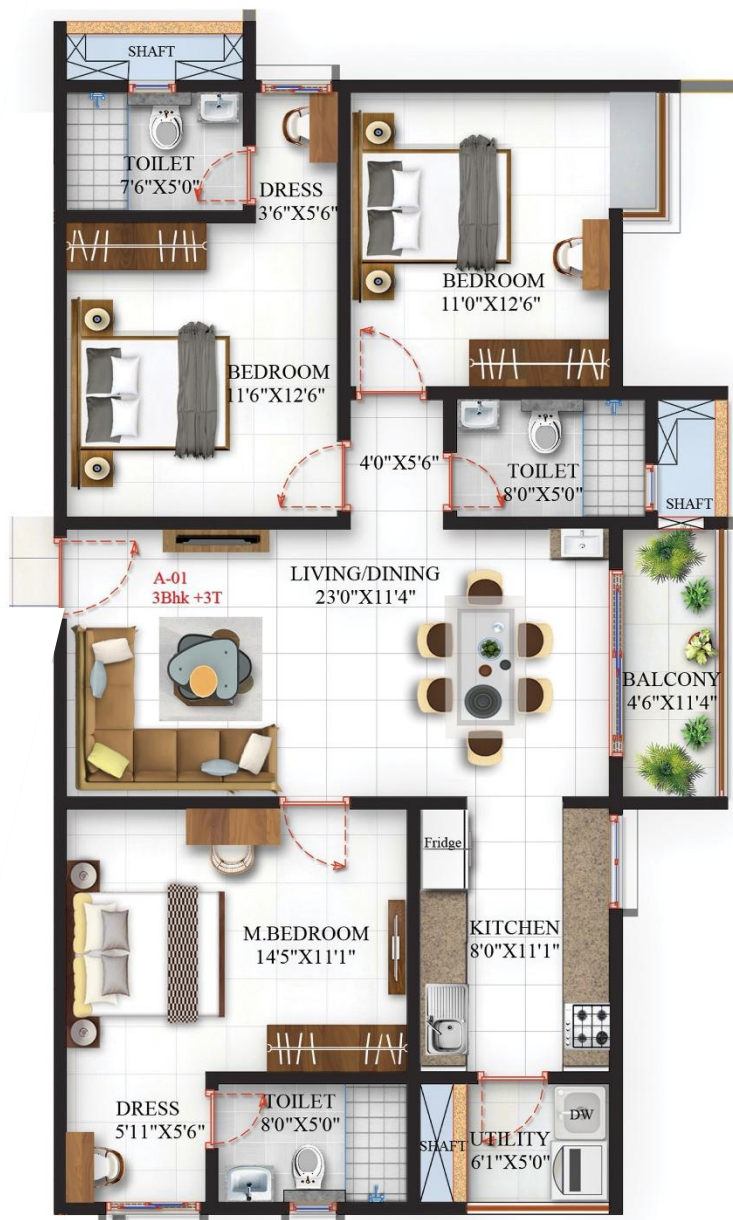 SHAFT
TOILET
7'6"X5'0"
DRESS
3'6"X5'6"
BEDROOM
11'0"X12'6"
BEDROOM
11'6"X12'6"
4'0"X5'6"
TOILET
8'0"X5'0"
SHAFT
A-01
3Bhk +3T
LIVING/DINING
23'0"X11'4"
BALCONY
4'6"X11'4"
Fridge
M.BEDROOM
14'5"X11'1"
KITCHEN
8'0"X11'1"
DRESS
5'11"X5'6"
TOILET
8'0"X5'0"
SHAFT
UTILITY
6'1"X5'0"
DW